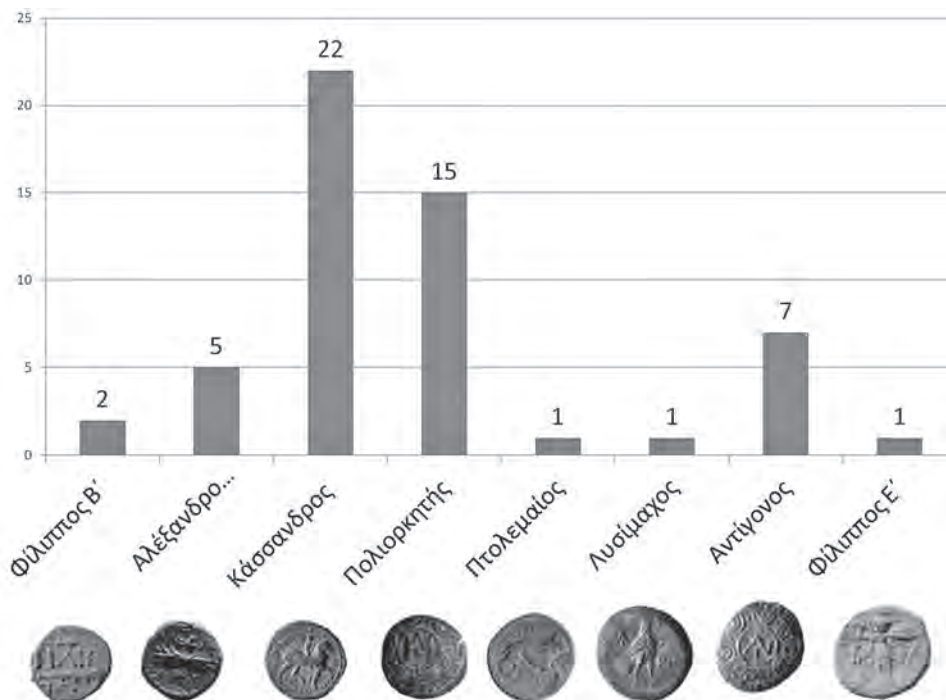 25
22
20
15
15
10
7
5
5
2
1
1
1
0
Φίλιππος Β΄
Αλέξανδρο...
Κάσσανδρος
Πολιορκητής
Πτολεμαίος
Λυσίμαχος
Αντίγονος
Φίλιππος Ε΄